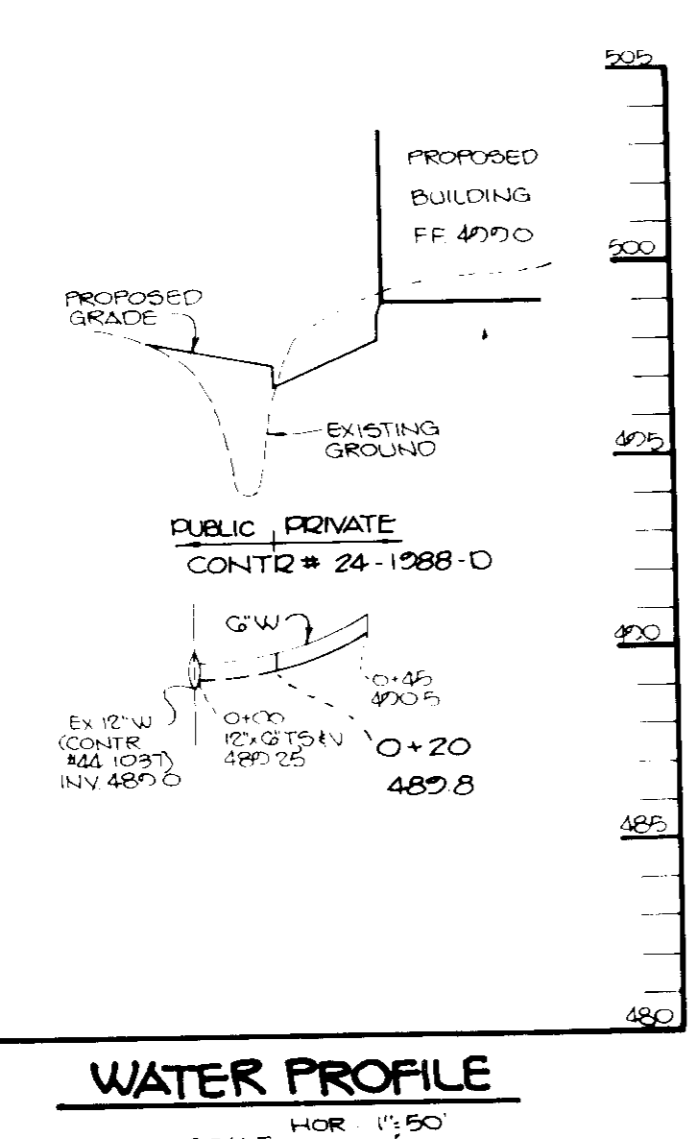 505
PROPOSED
BUILDING
FF. 499.0
500
PROPOSED
GRADE
EXISTING
GROUND
495
PUBLIC PRIVATE
CONTR # 24-1988-D
6"W
490
0+45
490.5
EX 12"W
(CONTR
#44 1037)
INV. 489.0
0+00
12"x6" TS&V
489.25
0+20
489.8
485
480
WATER PROFILE
HOR 1"=50'